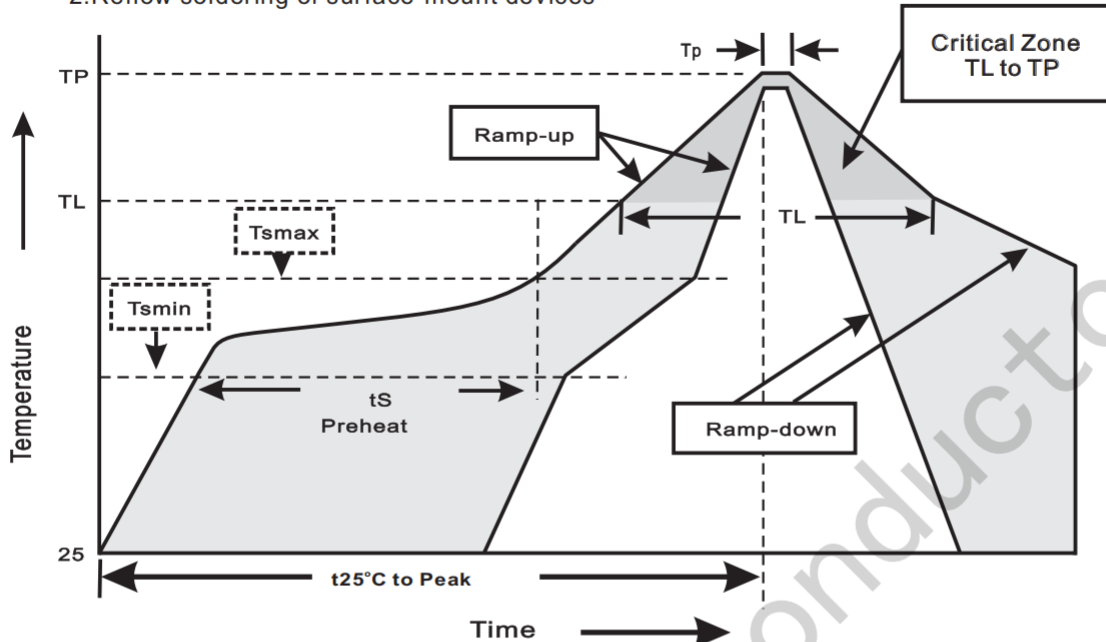 2.Reflow soldering of surface-mount devices
Tp
Critical Zone
TL to TP
TP
Ramp-up
TL
TL
Tsmax
Tsmin
Temperature
tS
Preheat
Ramp-down
25
t25°C to Peak
Time
onducto